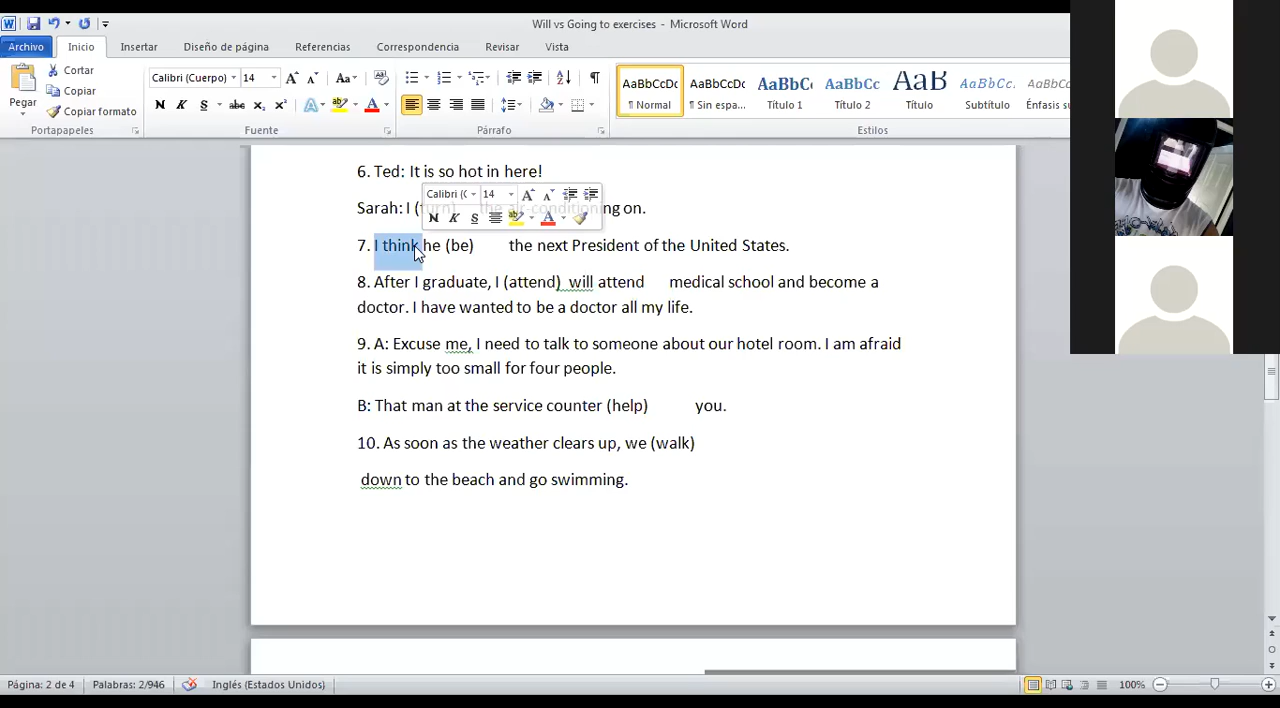 Will vs Going to exercises - Microsoft Word
Archivo Inicio Insertar Diseño de página Referencias Correspondencia Revisar Vista
Pegar
Cortar
Copiar
Copiar formato
Portapapeles
Calibri (Cuerpo) 14
Fuente
Párrafo
AaBbCcDc AaBbCcDc AaBbCc AaBbCc AaB AaBbCc. AaBbCcDc
¶ Normal ¶ Sin espa... Título 1 Título 2 Título Subtítulo Énfasis su
Estilos
6. Ted: It is so hot in here!
Calibri (C 14
Sarah: I (turn) the air-conditioning on.
7. I think he (be) the next President of the United States.
8. After I graduate, I (attend) will attend medical school and become a
doctor. I have wanted to be a doctor all my life.
9. A: Excuse me, I need to talk to someone about our hotel room. I am afraid
it is simply too small for four people.
B: That man at the service counter (help) you.
10. As soon as the weather clears up, we (walk)
down to the beach and go swimming.
Página: 2 de 4 Palabras: 2/946 Inglés (Estados Unidos) 100%